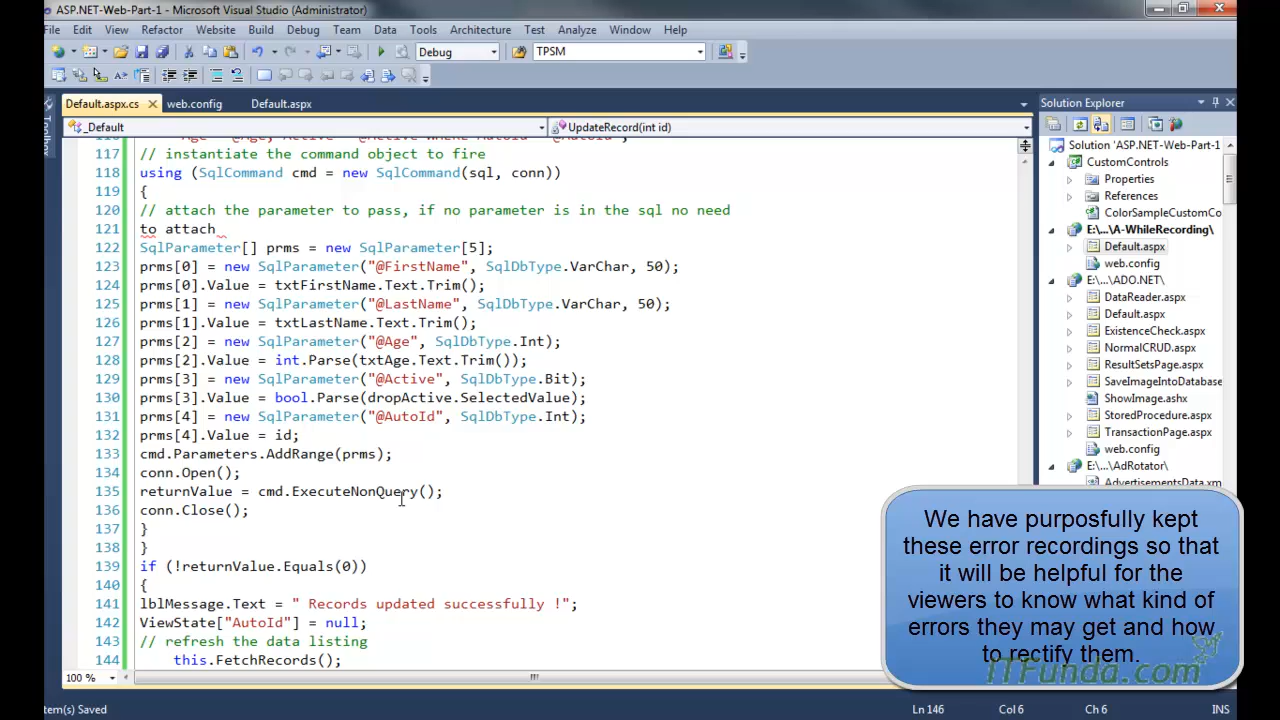 ASP.NET-Web-Part-1 - Microsoft Visual Studio (Administrator)
File Edit View Refactor Website Build Debug Team Data Tools Architecture Test Analyze Window Help
Debug TPSM
Default.aspx.cs web.config Default.aspx
_Default UpdateRecord(int id)
117 // instantiate the command object to fire
118 using (SqlCommand cmd = new SqlCommand(sql, conn))
119 {
120 // attach the parameter to pass, if no parameter is in the sql no need
121 to attach
122 SqlParameter[] prms = new SqlParameter[5];
123 prms[0] = new SqlParameter("@FirstName", SqlDbType.VarChar, 50);
124 prms[0].Value = txtFirstName.Text.Trim();
125 prms[1] = new SqlParameter("@LastName", SqlDbType.VarChar, 50);
126 prms[1].Value = txtLastName.Text.Trim();
127 prms[2] = new SqlParameter("@Age", SqlDbType.Int);
128 prms[2].Value = int.Parse(txtAge.Text.Trim());
129 prms[3] = new SqlParameter("@Active", SqlDbType.Bit);
130 prms[3].Value = bool.Parse(dropActive.SelectedValue);
131 prms[4] = new SqlParameter("@AutoId", SqlDbType.Int);
132 prms[4].Value = id;
133 cmd.Parameters.AddRange(prms);
134 conn.Open();
135 returnValue = cmd.ExecuteNonQuery();
136 conn.Close();
137 }
138 }
139 if (!returnValue.Equals(0))
140 {
141 lblMessage.Text = " Records updated successfully !";
142 ViewState["AutoId"] = null;
143 // refresh the data listing
144 this.FetchRecords();
100 %
Toolbox
Solution Explorer
Solution 'ASP.NET-Web-Part-1
CustomControls
Properties
References
ColorSampleCustomCo
E:\...\A-WhileRecording\
Default.aspx
web.config
E:\...\ADO.NET\
DataReader.aspx
Default.aspx
ExistenceCheck.aspx
NormalCRUD.aspx
ResultSetsPage.aspx
SaveImageIntoDatabase
ShowImage.ashx
StoredProcedure.aspx
TransactionPage.aspx
web.config
E:\...\AdRotator\
AdvertisementsData.xm
We have purposfully kept
these error recordings so that
it will be helpful for the
viewers to know what kind of
errors they may get and how
to rectify them.
ITFunda.com
tem(s) Saved Ln 146 Col 6 Ch 6 INS